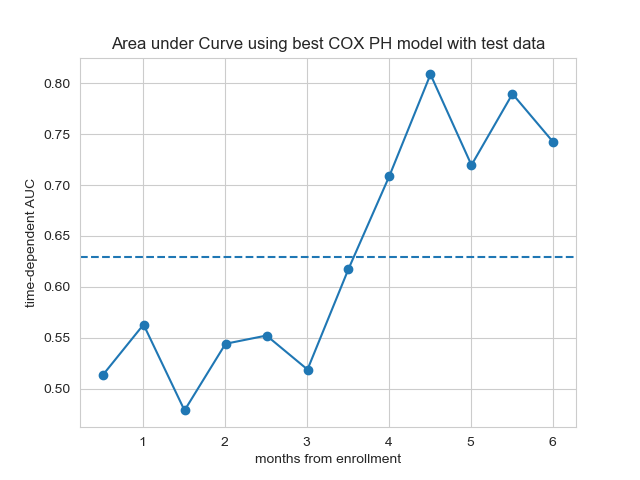 Area under Curve using best COX PH model with test data
time-dependent AUC
0.80
0.75
0.70
0.65
0.60
0.55
0.50
1 2 3 4 5 6
months from enrollment